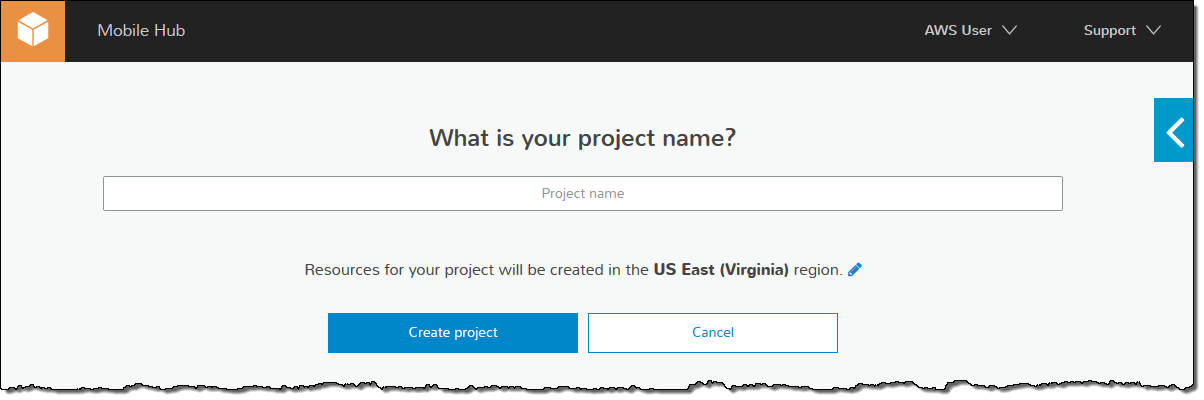 Mobile Hub
AWS User
Support
What is your project name?
Project name
Resources for your project will be created in the US East (Virginia) region.
Create project
Cancel